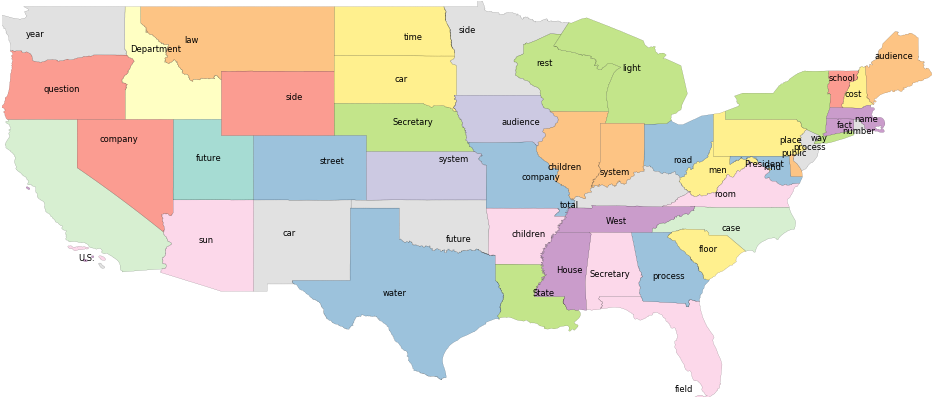 year
Department
law
time
side
question
side
car
rest
light
audience
school
cost
company
Secretary
audience
fact
name
number
future
street
system
company
children
system
road
men
place
way
process
public
President
kind
U.S.
sun
car
future
children
total
West
room
case
water
State
House
Secretary
process
floor
field